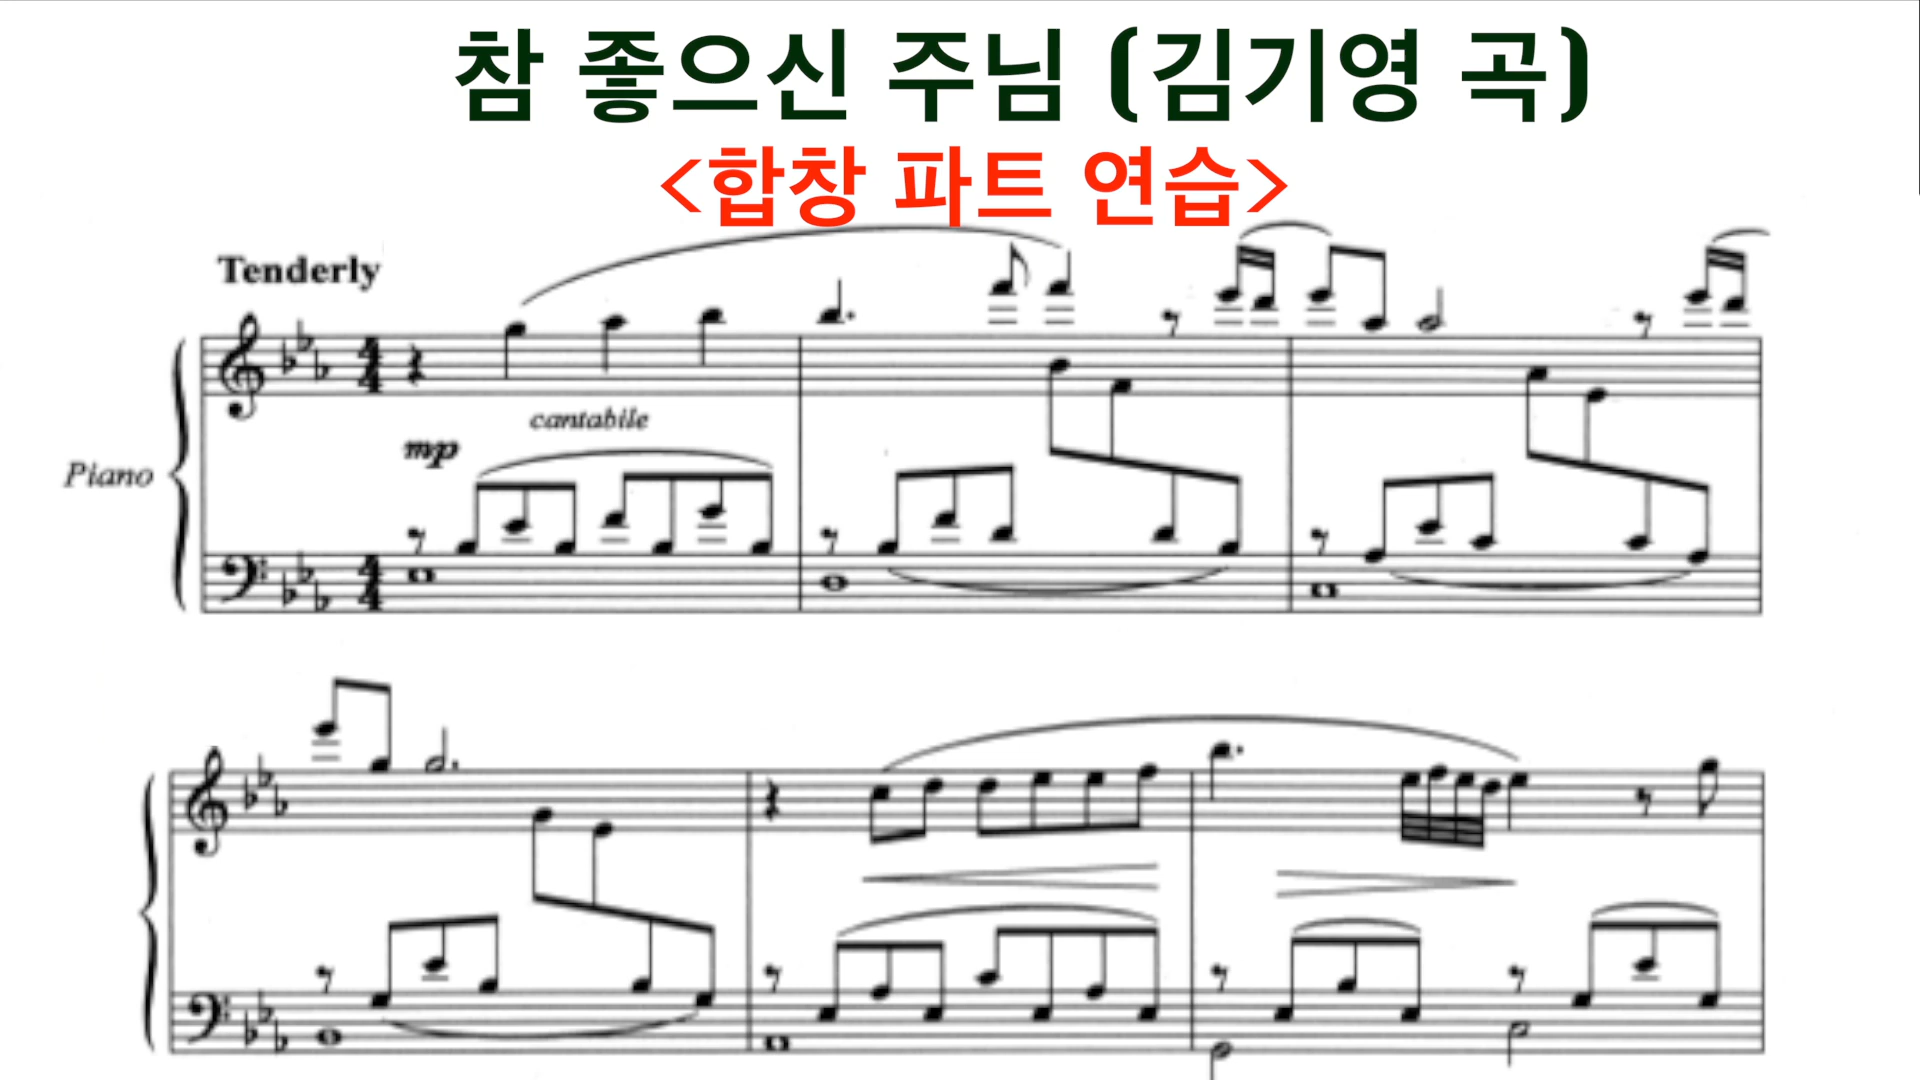 참 좋으신 주님 (김기영 곡)
<합창 파트 연습>
Tenderly
cantabile
mp
Piano